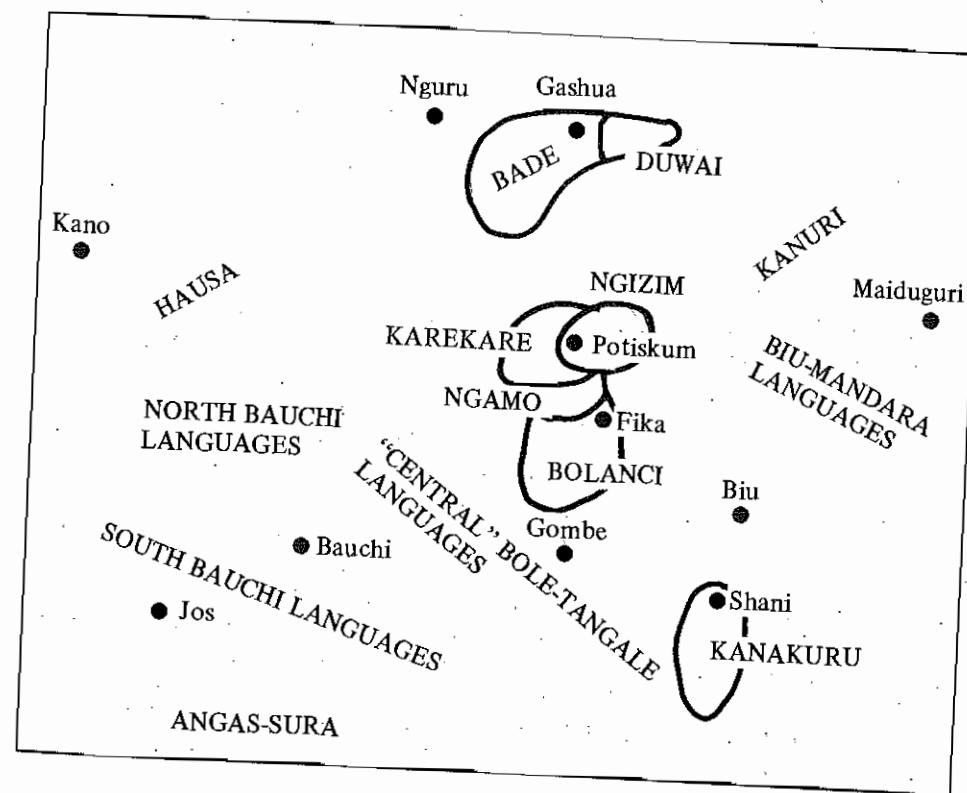 Nguru
Gashua
BADE
DUWAI
Kano
HAUSA
KANURI
Maiduguri
NGIZIM
KAREKARE
Potiskum
BIU-MANDARA
LANGUAGES
NGAMO
Fika
NORTH BAUCHI
LANGUAGES
"CENTRAL" BOLE-TANGALE
LANGUAGES
BOLANCI
Biu
Gombe
SOUTH BAUCHI LANGUAGES
Bauchi
Jos
Shani
KANAKURU
ANGAS-SURA